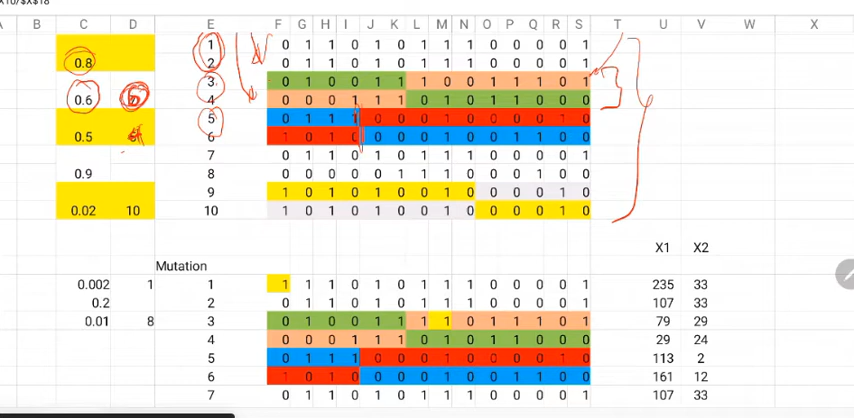 B C D E F G H I J K L M N O P Q R S T U V W X
1 0 1 1 0 1 0 1 1 1 0 0 0 0 1
0.8 2 0 1 1 0 1 0 1 1 1 0 0 0 0 1
3 0 1 0 0 1 1 1 0 0 1 1 1 0 1
0.6 4 0 0 0 1 1 1 0 1 0 1 1 0 0 0
5 0 1 1 1 0 0 0 1 0 0 0 0 1 0
0.5 6 1 0 1 0 0 0 0 1 0 0 1 1 0 0
7 0 1 1 0 1 0 1 1 1 0 0 0 0 1
0.9 8 0 0 0 0 0 1 1 1 0 0 0 1 0 0
9 1 0 1 0 1 0 0 1 0 0 0 0 1 0
0.02 10 10 1 0 1 0 1 0 0 1 0 0 0 0 1 0
X1 X2
Mutation
0.002 1 1 1 1 1 0 1 0 1 1 1 0 0 0 0 1 235 33
0.2 2 0 1 1 0 1 0 1 1 1 0 0 0 0 1 107 33
0.01 8 3 0 1 0 0 1 1 1 1 0 1 1 1 0 1 79 29
4 0 0 0 1 1 1 0 1 0 1 1 0 0 0 29 24
5 0 1 1 1 0 0 0 1 0 0 0 0 1 0 113 2
6 1 0 1 0 0 0 0 1 0 0 1 1 0 0 161 12
7 0 1 1 0 1 0 1 1 1 0 0 0 0 1 107 33